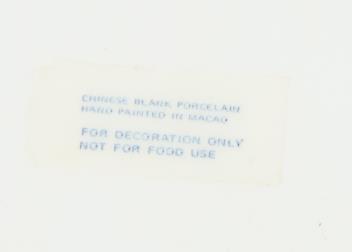 CHINESE BLANK PORCELAIN
HAND PAINTED IN MACAO
FOR DECORATION ONLY
NOT FOR FOOD USE